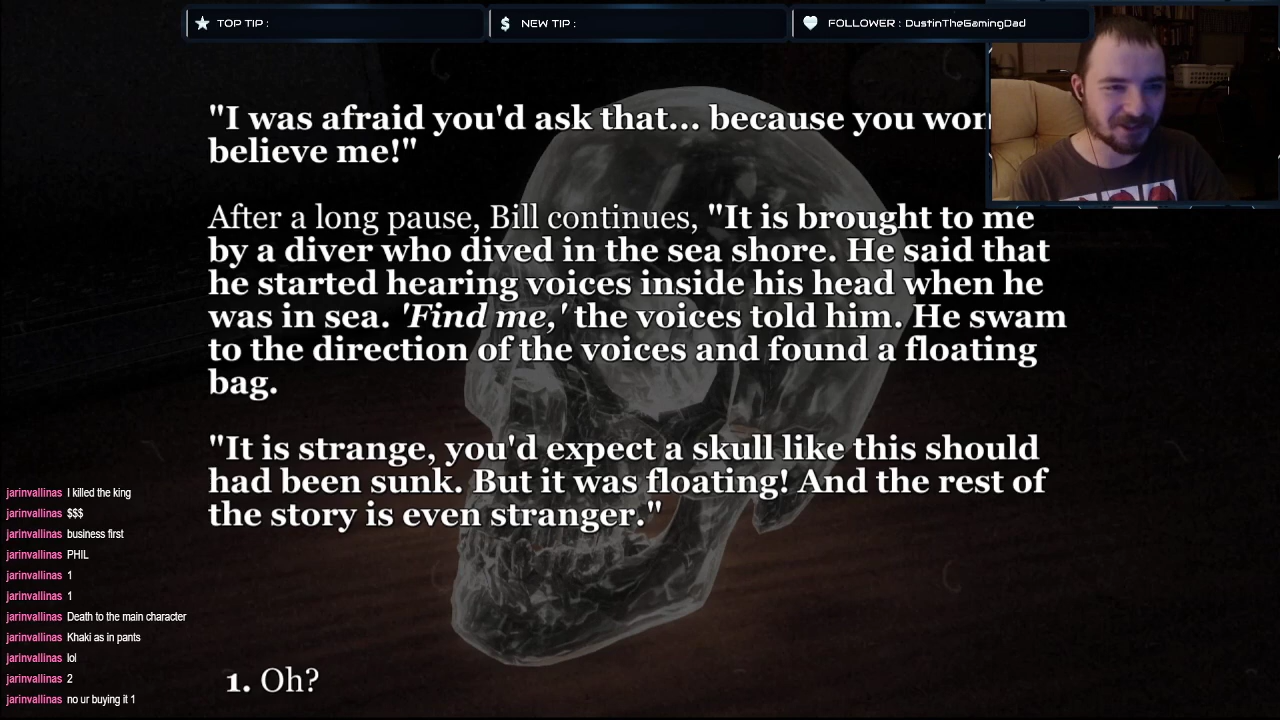 TOP TIP :
NEW TIP :
FOLLOWER : DustinTheGamingDad
"I was afraid you'd ask that... because you won
believe me!"
After a long pause, Bill continues, "It is brought to me
by a diver who dived in the sea shore. He said that
he started hearing voices inside his head when he
was in sea. 'Find me,' the voices told him. He swam
to the direction of the voices and found a floating
bag.
"It is strange, you'd expect a skull like this should
had been sunk. But it was floating! And the rest of
the story is even stranger."
1. Oh?
jarinvallinas I killed the king
jarinvallinas $$$
jarinvallinas business first
jarinvallinas PHIL
jarinvallinas 1
jarinvallinas 1
jarinvallinas Death to the main character
jarinvallinas Khaki as in pants
jarinvallinas lol
jarinvallinas 2
jarinvallinas no ur buying it 1